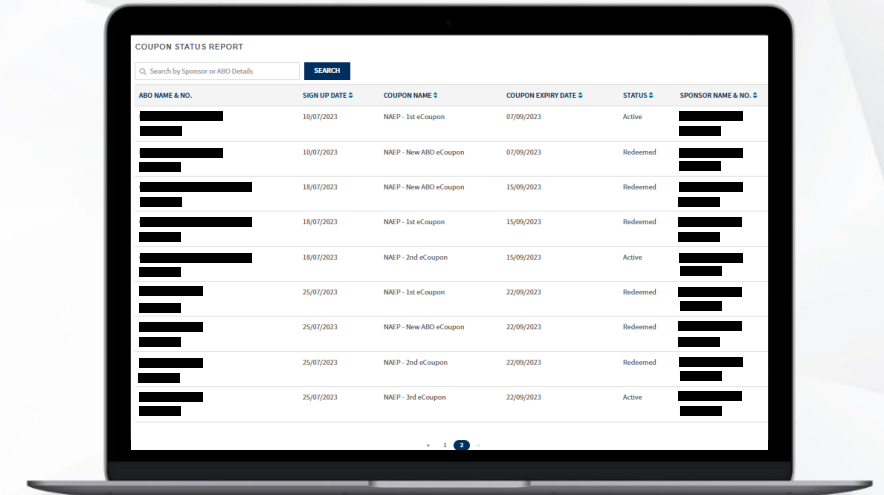 COUPON STATUS REPORT
Search by Sponsor or ABO Details
SEARCH
ABO NAME & NO. SIGN UP DATE COUPON NAME COUPON EXPIRY DATE STATUS SPONSOR NAME & NO.
10/07/2023 NAEP - 1st eCoupon 07/09/2023 Active
10/07/2023 NAEP - New ABO eCoupon 07/09/2023 Redeemed
18/07/2023 NAEP - New ABO eCoupon 15/09/2023 Redeemed
18/07/2023 NAEP - 1st eCoupon 15/09/2023 Redeemed
18/07/2023 NAEP - 2nd eCoupon 15/09/2023 Active
25/07/2023 NAEP - 1st eCoupon 22/09/2023 Redeemed
25/07/2023 NAEP - New ABO eCoupon 22/09/2023 Redeemed
25/07/2023 NAEP - 2nd eCoupon 22/09/2023 Redeemed
25/07/2023 NAEP - 3rd eCoupon 22/09/2023 Active
« 1 2 »